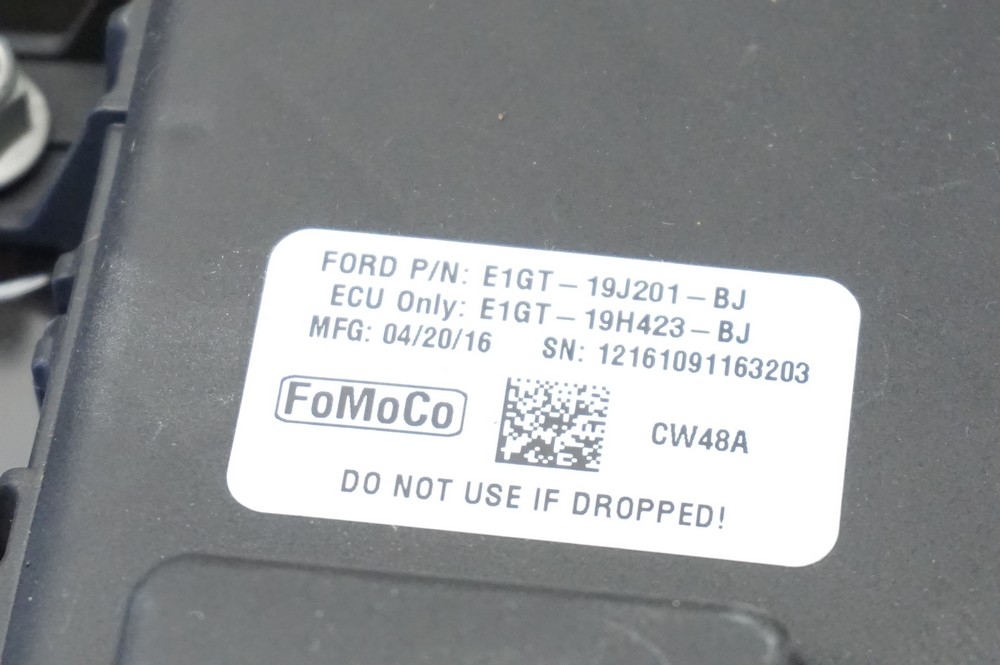 FORD P/N: E1GT-19J201-BJ
ECU Only: E1GT-19H423-BJ
MFG: 04/20/16 SN: 12161091163203
FoMoCo
CW48A
DO NOT USE IF DROPPED!